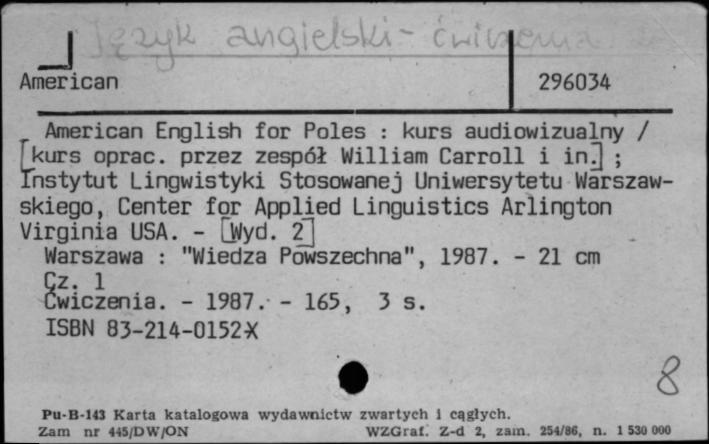 Język angielski - ćwiczenia
American 296034
American English for Poles : kurs audiowizualny /
[kurs oprac. przez zespół William Carroll i in.] ;
Instytut Lingwistyki Stosowanej Uniwersytetu Warszaw-
skiego, Center for Applied Linguistics Arlington
Virginia USA. - [Wyd. 2]
Warszawa : "Wiedza Powszechna", 1987. - 21 cm
Cz. 1
Ćwiczenia. - 1987. - 165, 3 s.
ISBN 83-214-0152-X
8
Pu-B-143 Karta katalogowa wydawnictw zwartych i ciągłych.
Zam nr 445/DW/ON WZGraf. Z-d 2, zam. 254/86, n. 1 530 000